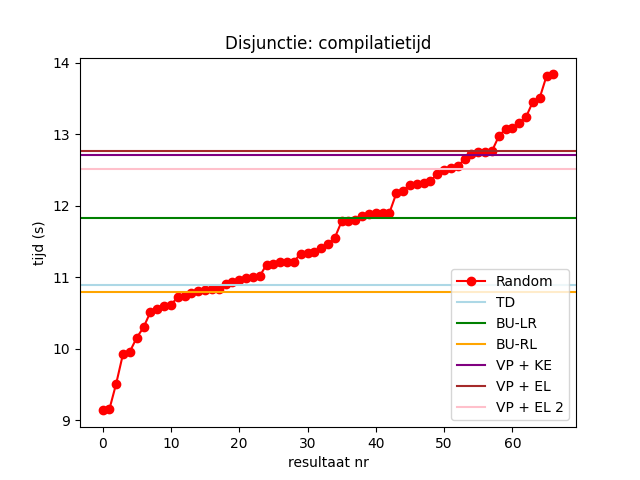 Disjunctie: compilatietijd
tijd (s)
14
13
12
11
10
9
0 10 20 30 40 50 60
resultaat nr
Random
TD
BU-LR
BU-RL
VP + KE
VP + EL
VP + EL 2